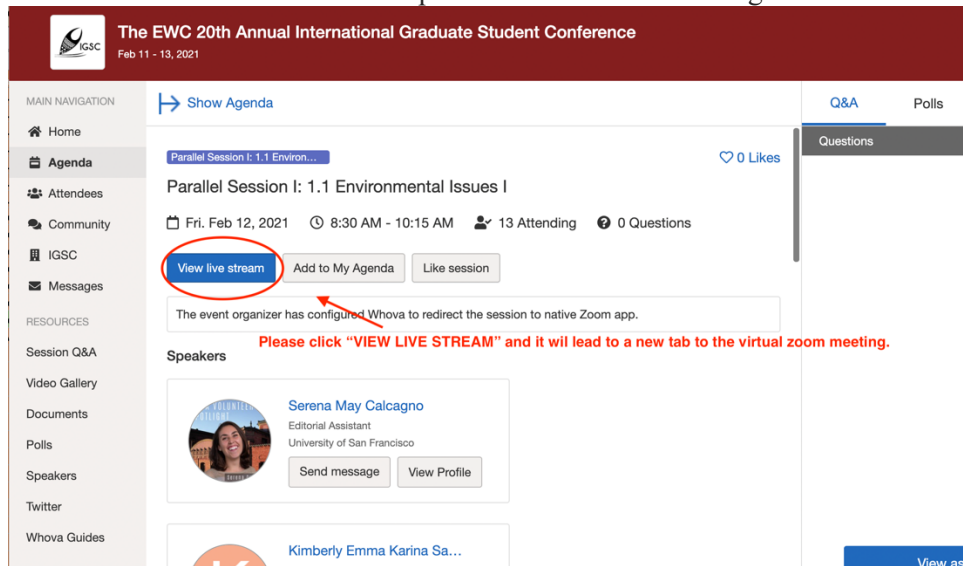 IGSC
The EWC 20th Annual International Graduate Student Conference
Feb 11 - 13, 2021
MAIN NAVIGATION
Home
Agenda
Attendees
Community
IGSC
Messages
RESOURCES
Session Q&A
Video Gallery
Documents
Polls
Speakers
Twitter
Whova Guides
Show Agenda
Parallel Session I: 1.1 Environ...
0 Likes
Parallel Session I: 1.1 Environmental Issues I
Fri. Feb 12, 2021 8:30 AM - 10:15 AM 13 Attending 0 Questions
View live stream Add to My Agenda Like session
The event organizer has configured Whova to redirect the session to native Zoom app.
Please click “VIEW LIVE STREAM” and it wil lead to a new tab to the virtual zoom meeting.
Speakers
Serena May Calcagno
Editorial Assistant
University of San Francisco
Send message View Profile
Kimberly Emma Karina Sa...
Q&A Polls
Questions
View as